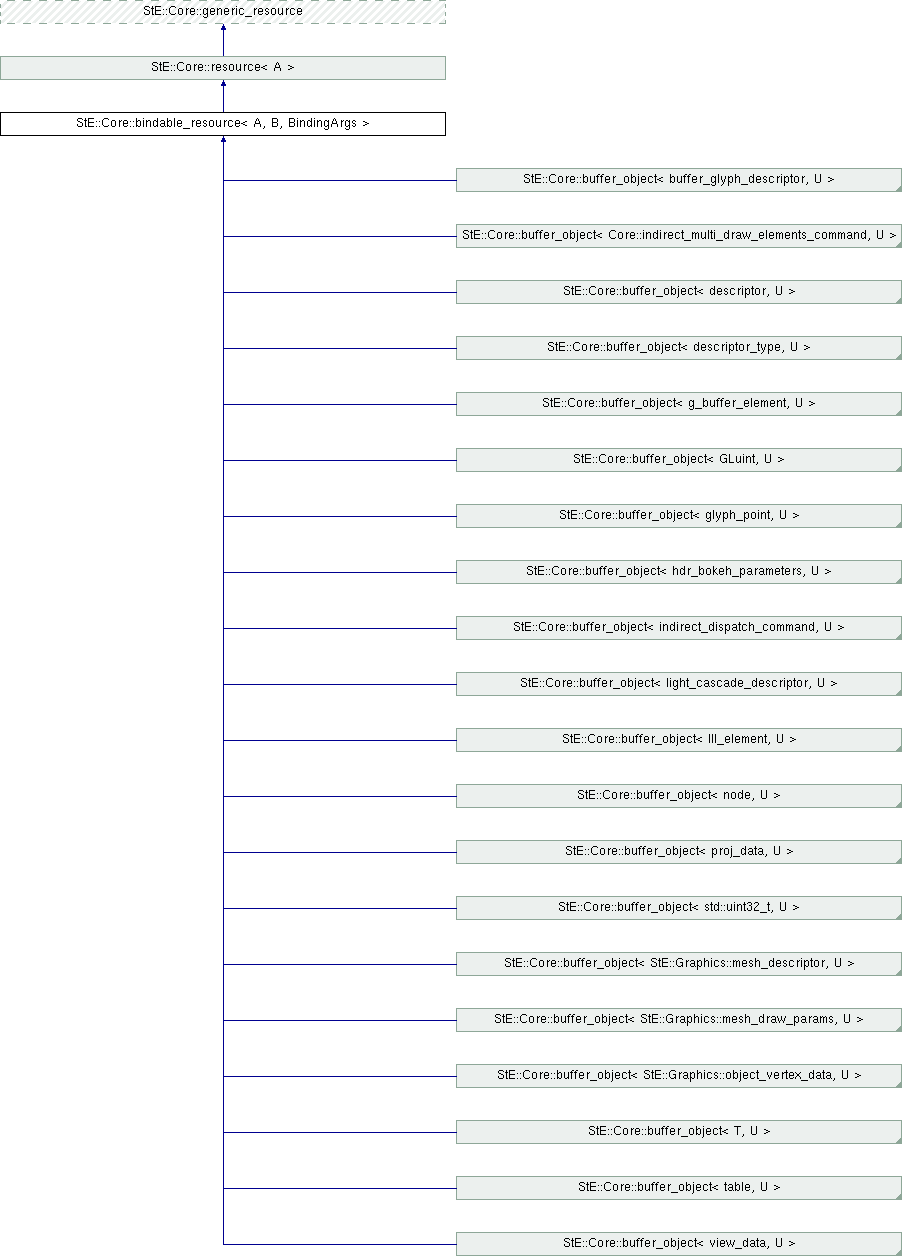 StE::Core::generic_resource
StE::Core::resource< A >
StE::Core::bindable_resource< A, B, BindingArgs >
StE::Core::buffer_object< buffer_glyph_descriptor, U >
StE::Core::buffer_object< Core::indirect_multi_draw_elements_command, U >
StE::Core::buffer_object< descriptor, U >
StE::Core::buffer_object< descriptor_type, U >
StE::Core::buffer_object< g_buffer_element, U >
StE::Core::buffer_object< GLuint, U >
StE::Core::buffer_object< glyph_point, U >
StE::Core::buffer_object< hdr_bokeh_parameters, U >
StE::Core::buffer_object< indirect_dispatch_command, U >
StE::Core::buffer_object< light_cascade_descriptor, U >
StE::Core::buffer_object< lll_element, U >
StE::Core::buffer_object< node, U >
StE::Core::buffer_object< proj_data, U >
StE::Core::buffer_object< std::uint32_t, U >
StE::Core::buffer_object< StE::Graphics::mesh_descriptor, U >
StE::Core::buffer_object< StE::Graphics::mesh_draw_params, U >
StE::Core::buffer_object< StE::Graphics::object_vertex_data, U >
StE::Core::buffer_object< T, U >
StE::Core::buffer_object< table, U >
StE::Core::buffer_object< view_data, U >